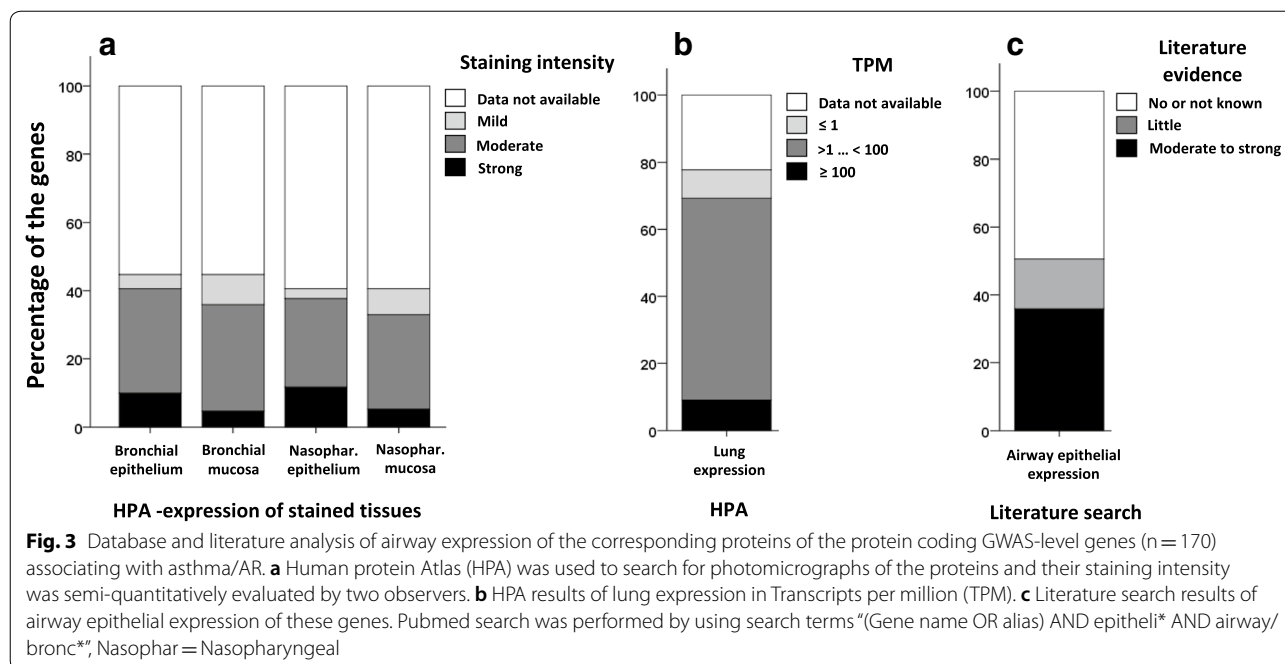 a
Staining intensity
Data not available
Mild
Moderate
Strong
Percentage of the genes
100
80
60
40
20
0
Bronchial
epithelium
Bronchial
mucosa
Nasophar.
epithelium
Nasophar.
mucosa
HPA -expression of stained tissues
b
TPM
Data not available
≤ 1
>1 ... < 100
≥ 100
100
80
60
40
20
0
Lung
expression
HPA
c
Literature
evidence
No or not known
Little
Moderate to strong
100
80
60
40
20
0
Airway epithelial
expression
Literature search
Fig. 3 Database and literature analysis of airway expression of the corresponding proteins of the protein coding GWAS-level genes (n = 170)
associating with asthma/AR. a Human protein Atlas (HPA) was used to search for photomicrographs of the proteins and their staining intensity
was semi-quantitatively evaluated by two observers. b HPA results of lung expression in Transcripts per million (TPM). c Literature search results of
airway epithelial expression of these genes. Pubmed search was performed by using search terms “(Gene name OR alias) AND epitheli* AND airway/
bronc*”, Nasophar = Nasopharyngeal